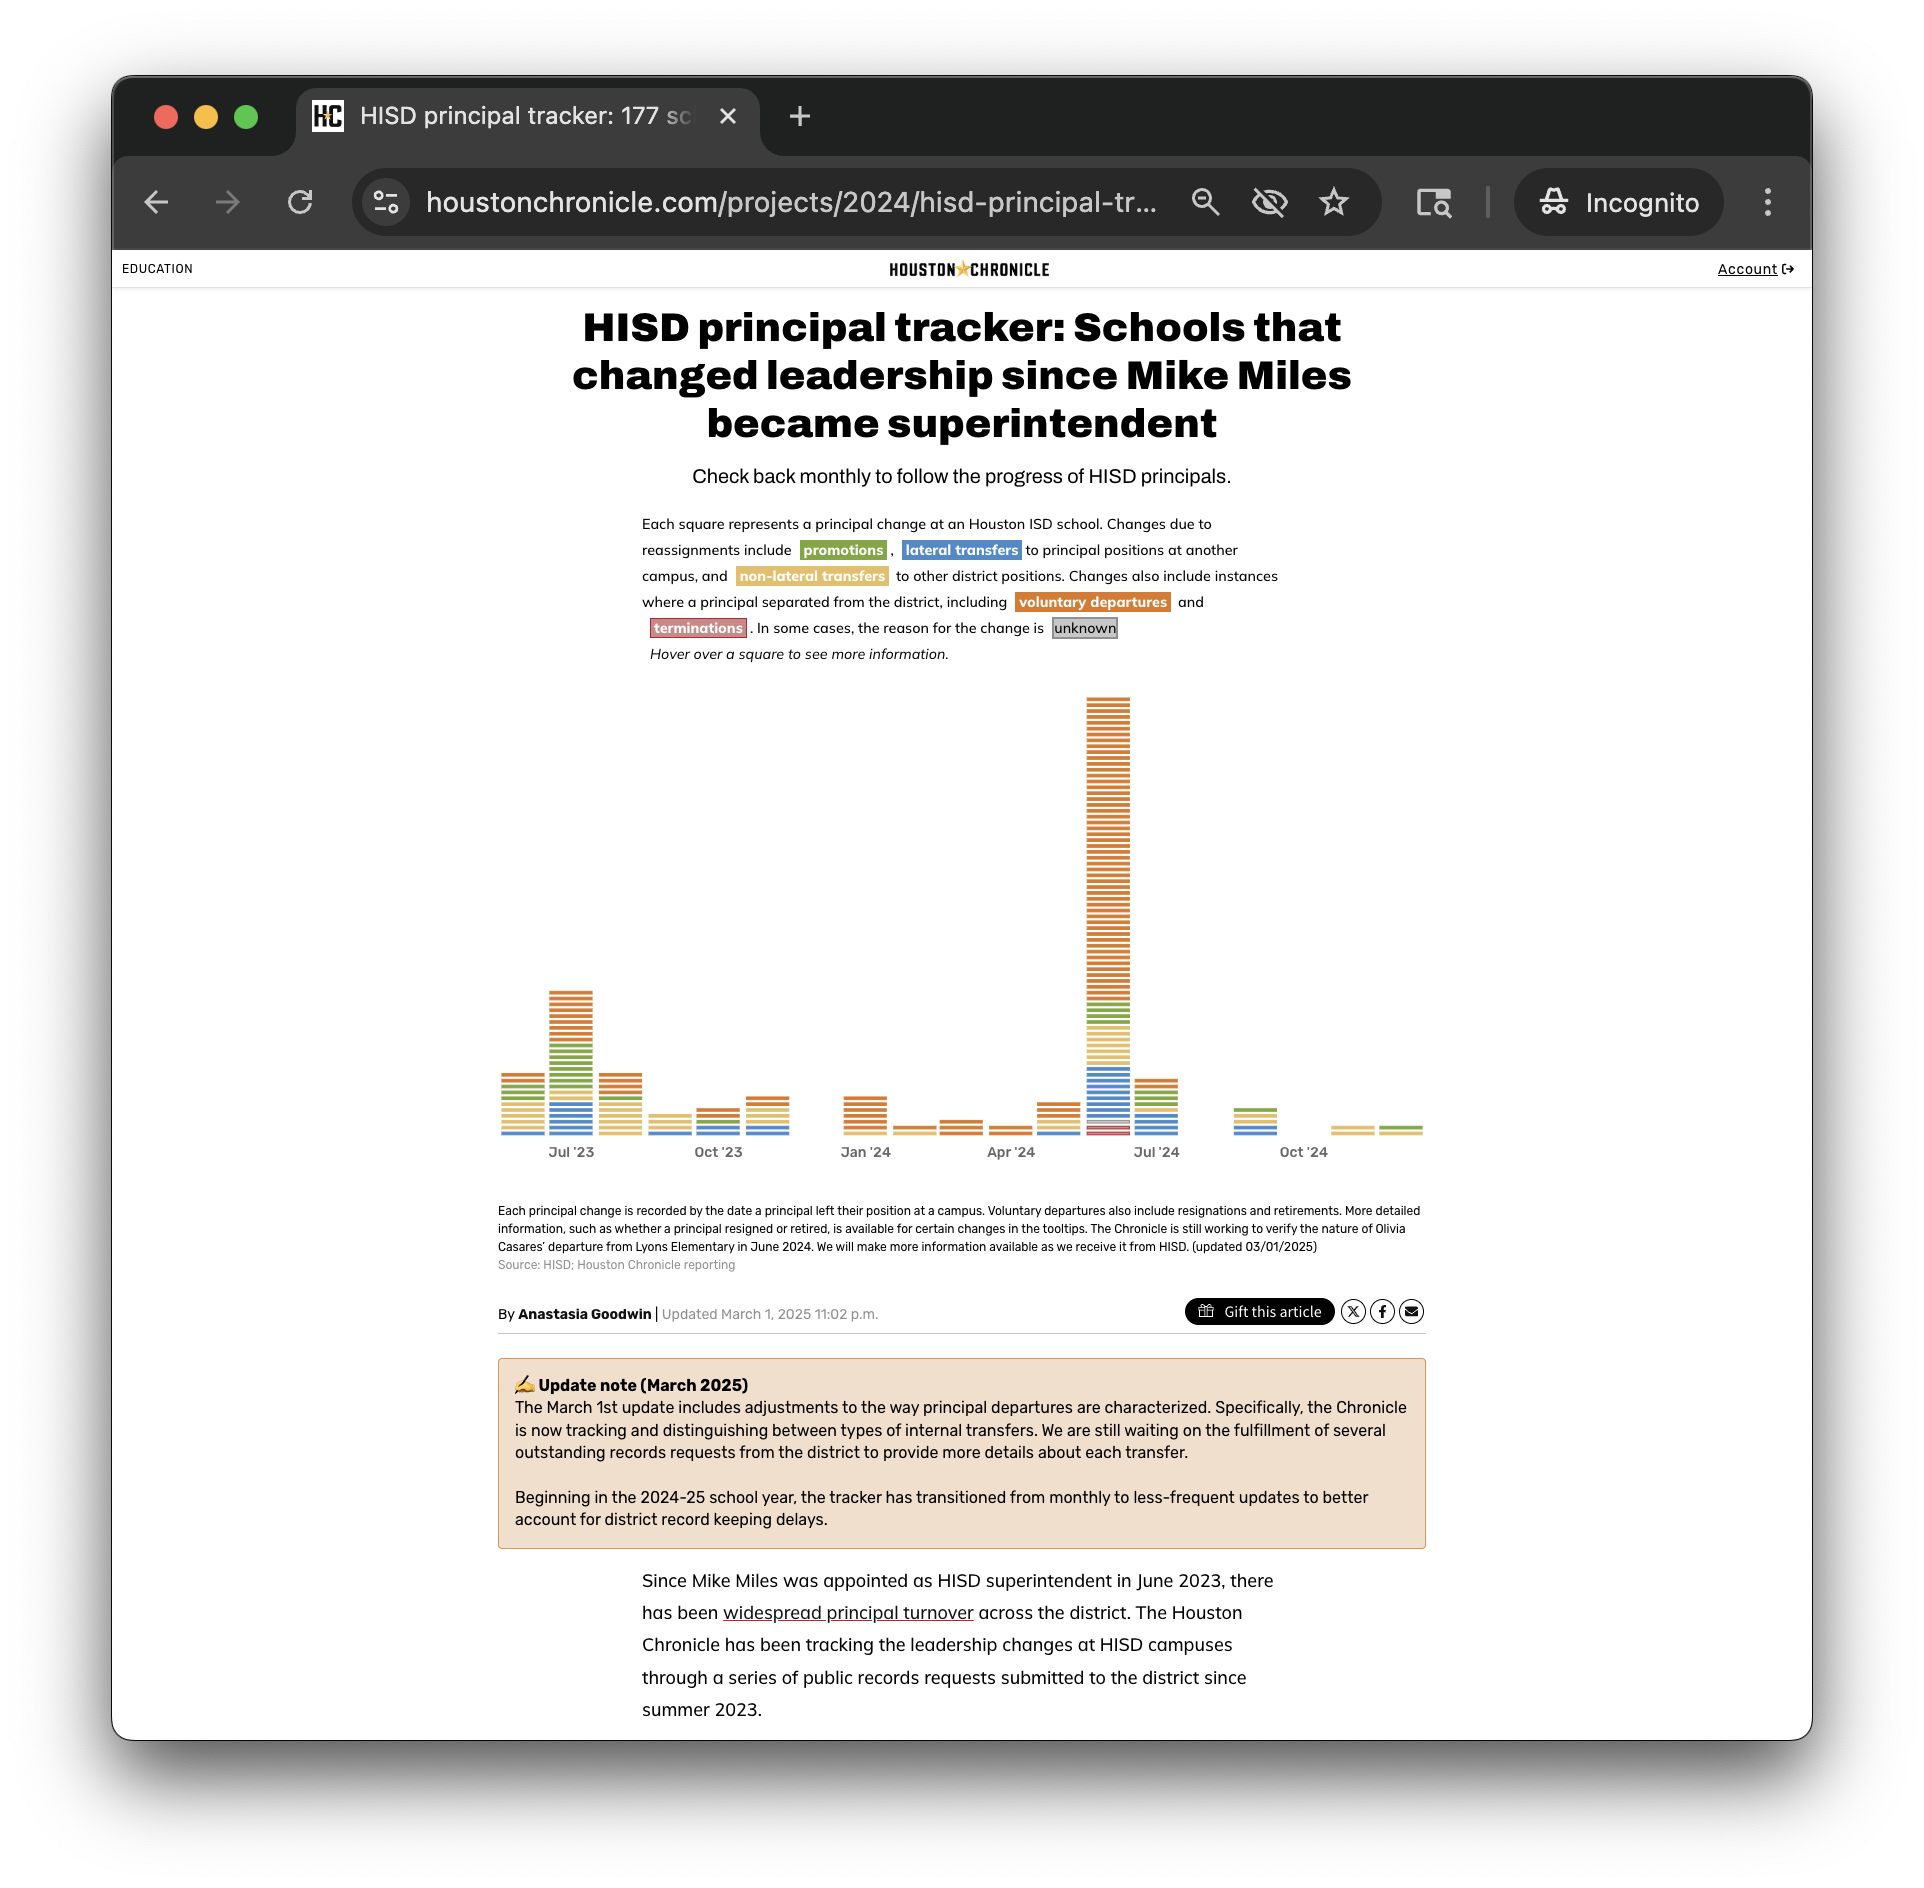 HISD principal tracker: 177
houstonchronicle.com/projects/2024/hisd-principal-tr...
Incognito
EDUCATION
HOUSTON CHRONICLE
Account
HISD principal tracker: Schools that
changed leadership since Mike Miles
became superintendent
Check back monthly to follow the progress of HISD principals.
Each square represents a principal change at an Houston ISD school. Changes due to
reassignments include promotions , lateral transfers to principal positions at another
campus, and non-lateral transfers to other district positions. Changes also include instances
where a principal separated from the district, including voluntary departures and
terminations . In some cases, the reason for the change is unknown
Hover over a square to see more information.
Jul '23
Oct '23
Jan '24
Apr '24
Jul '24
Oct '24
Each principal change is recorded by the date a principal left their position at a campus. Voluntary departures also include resignations and retirements. More detailed
information, such as whether a principal resigned or retired, is available for certain changes in the tooltips. The Chronicle is still working to verify the nature of Olivia
Casares' departure from Lyons Elementary in June 2024. We will make more information available as we receive it from HISD. (updated 03/01/2025)
Source: HISD; Houston Chronicle reporting
By Anastasia Goodwin | Updated March 1, 2025 11:02 p.m.
Gift this article
✍️ Update note (March 2025)
The March 1st update includes adjustments to the way principal departures are characterized. Specifically, the Chronicle
is now tracking and distinguishing between types of internal transfers. We are still waiting on the fulfillment of several
outstanding records requests from the district to provide more details about each transfer.
Beginning in the 2024-25 school year, the tracker has transitioned from monthly to less-frequent updates to better
account for district record keeping delays.
Since Mike Miles was appointed as HISD superintendent in June 2023, there
has been widespread principal turnover across the district. The Houston
Chronicle has been tracking the leadership changes at HISD campuses
through a series of public records requests submitted to the district since
summer 2023.